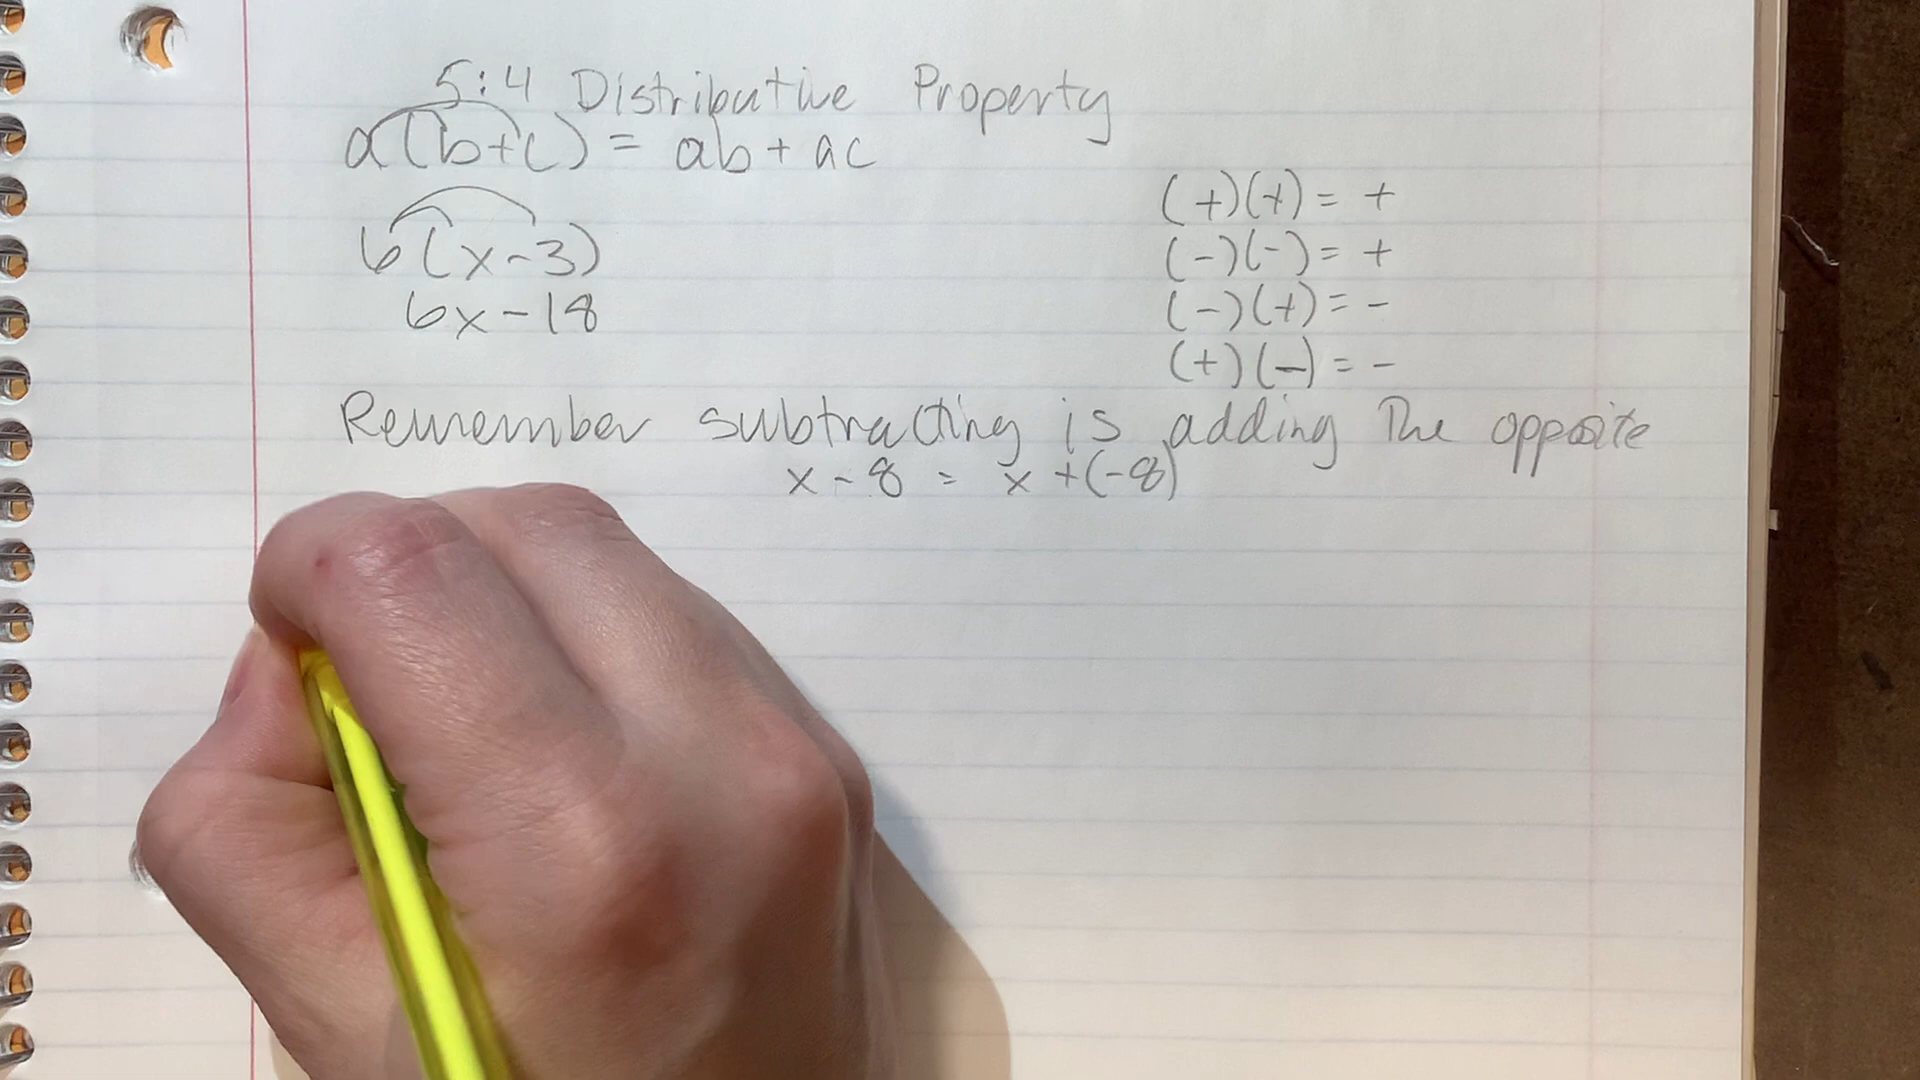 5:4 Distributive Property
a(b+c) = ab + ac
6(x-3)
6x-18
(+)(+) = +
(-)(-) = +
(-)(+) = -
(+)(-) = -
Remember subtracting is adding The opposite
x - 8 = x + (-8)